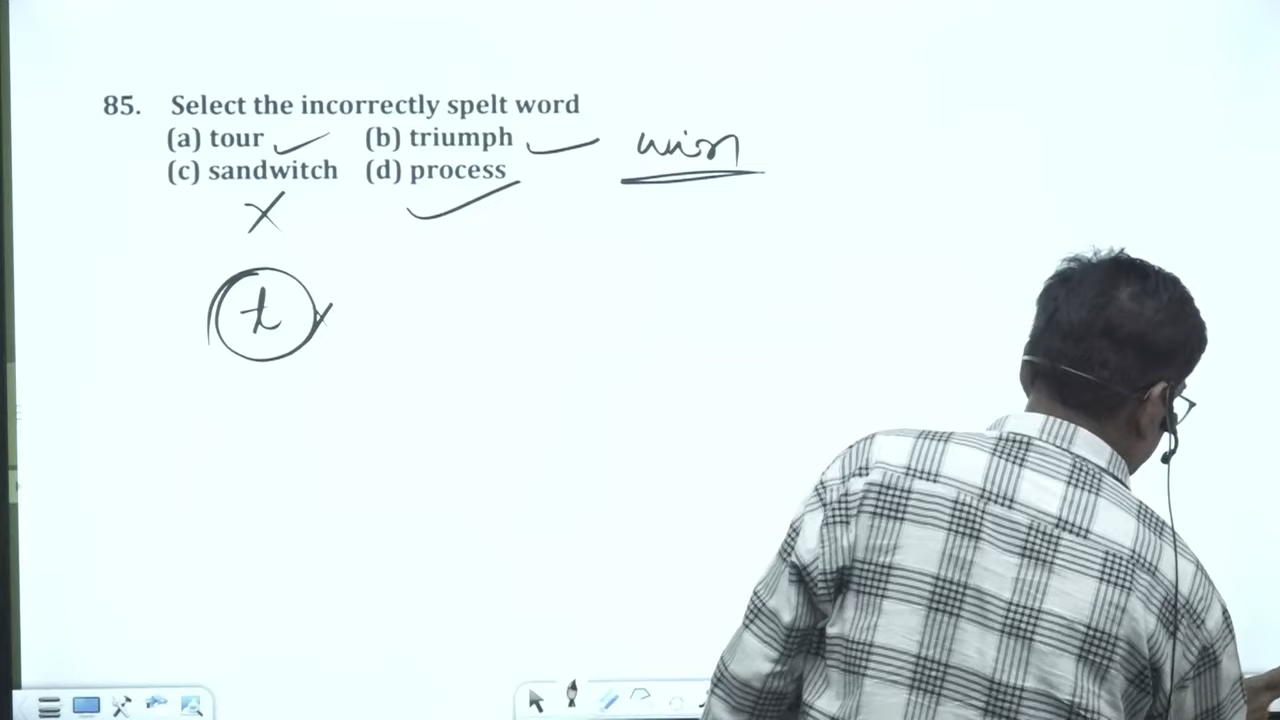 85. Select the incorrectly spelt word
(a) tour (b) triumph
(c) sandwitch (d) process
t